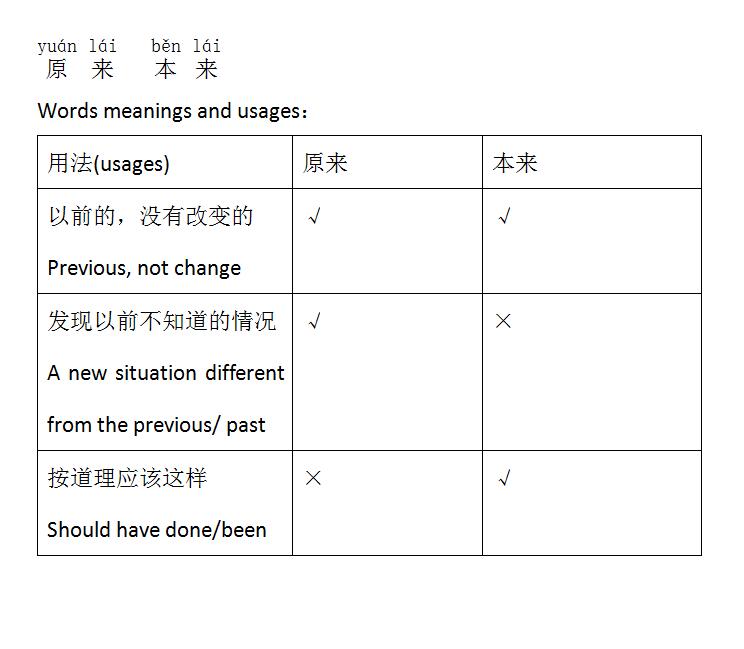 yuán lái běn lái
原 来 本 来
Words meanings and usages：
用法(usages) 原来 本来
以前的，没有改变的 √ √
Previous, not change
发现以前不知道的情况 √ ×
A new situation different
from the previous/ past
按道理应该这样 × √
Should have done/been